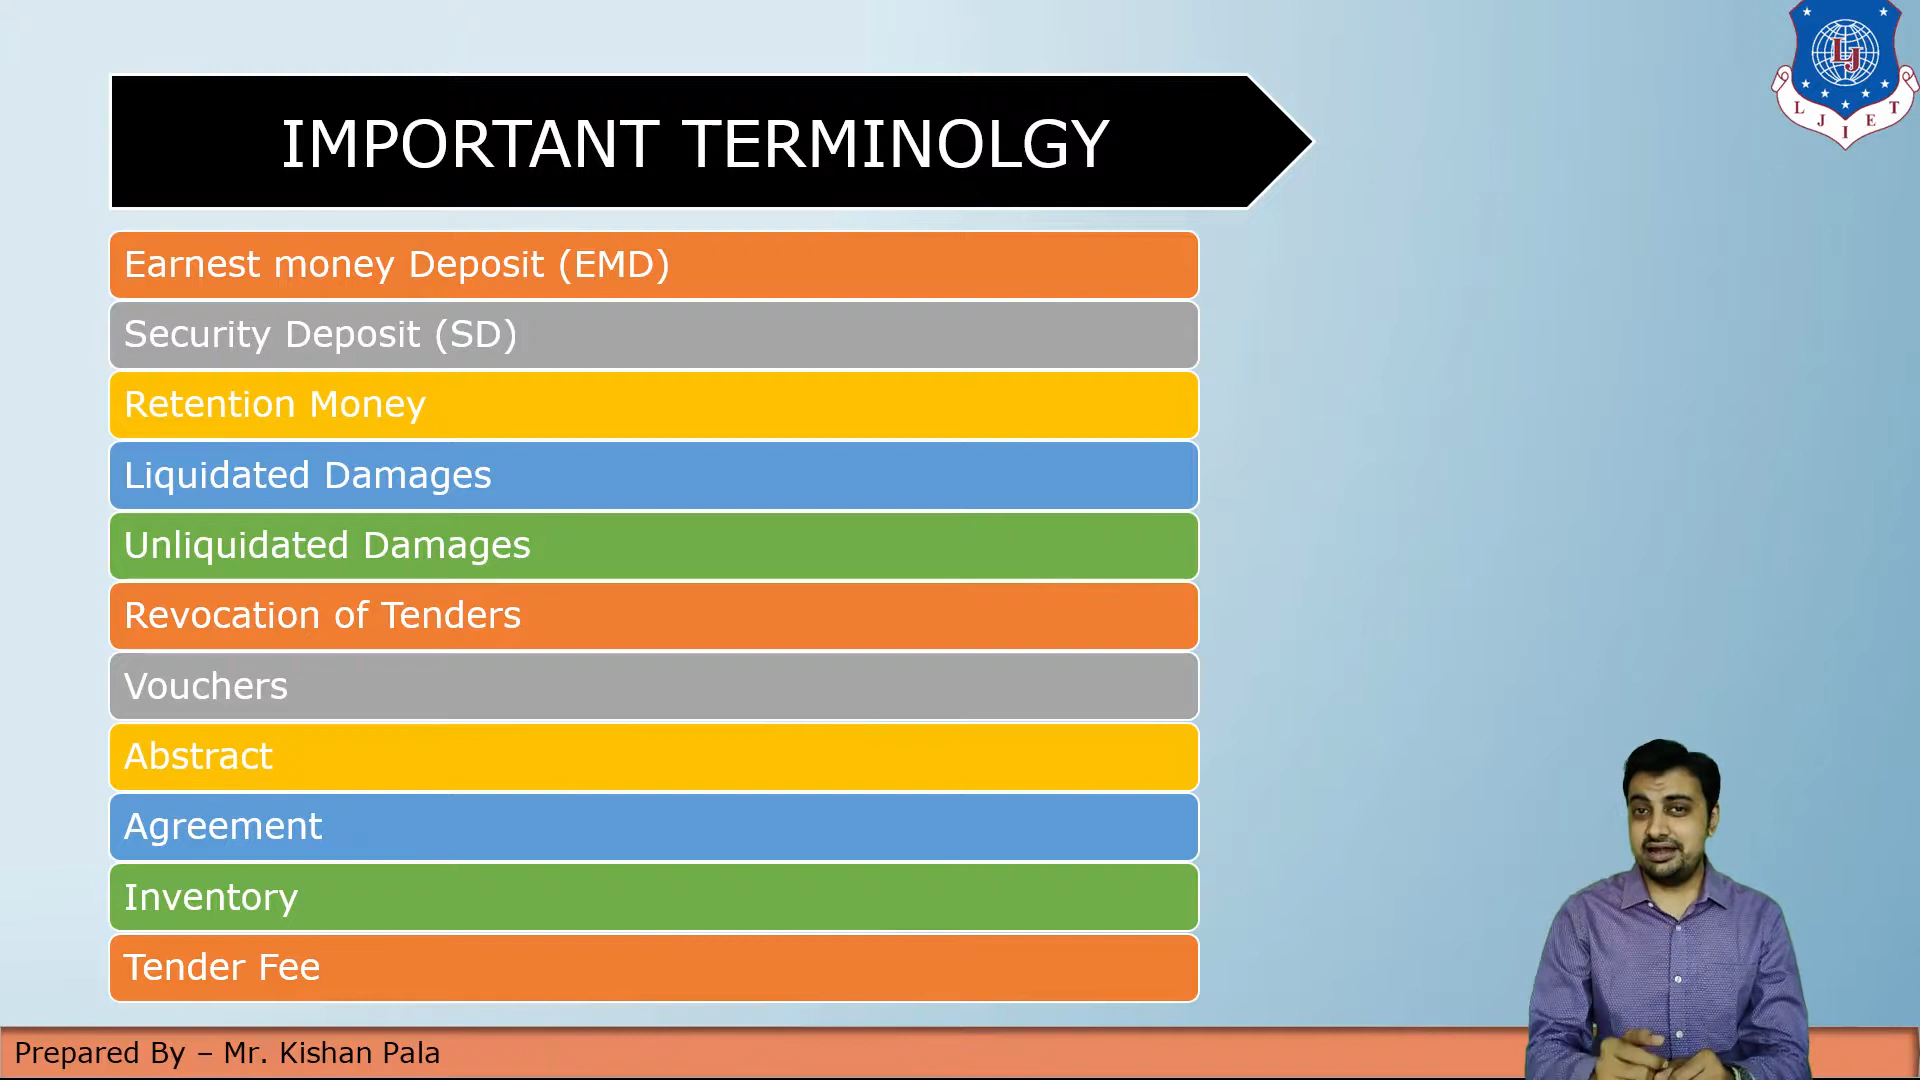 IMPORTANT TERMINOLGY
Earnest money Deposit (EMD)
Security Deposit (SD)
Retention Money
Liquidated Damages
Unliquidated Damages
Revocation of Tenders
Vouchers
Abstract
Agreement
Inventory
Tender Fee
Prepared By – Mr. Kishan Pala
LJ
L J I E T